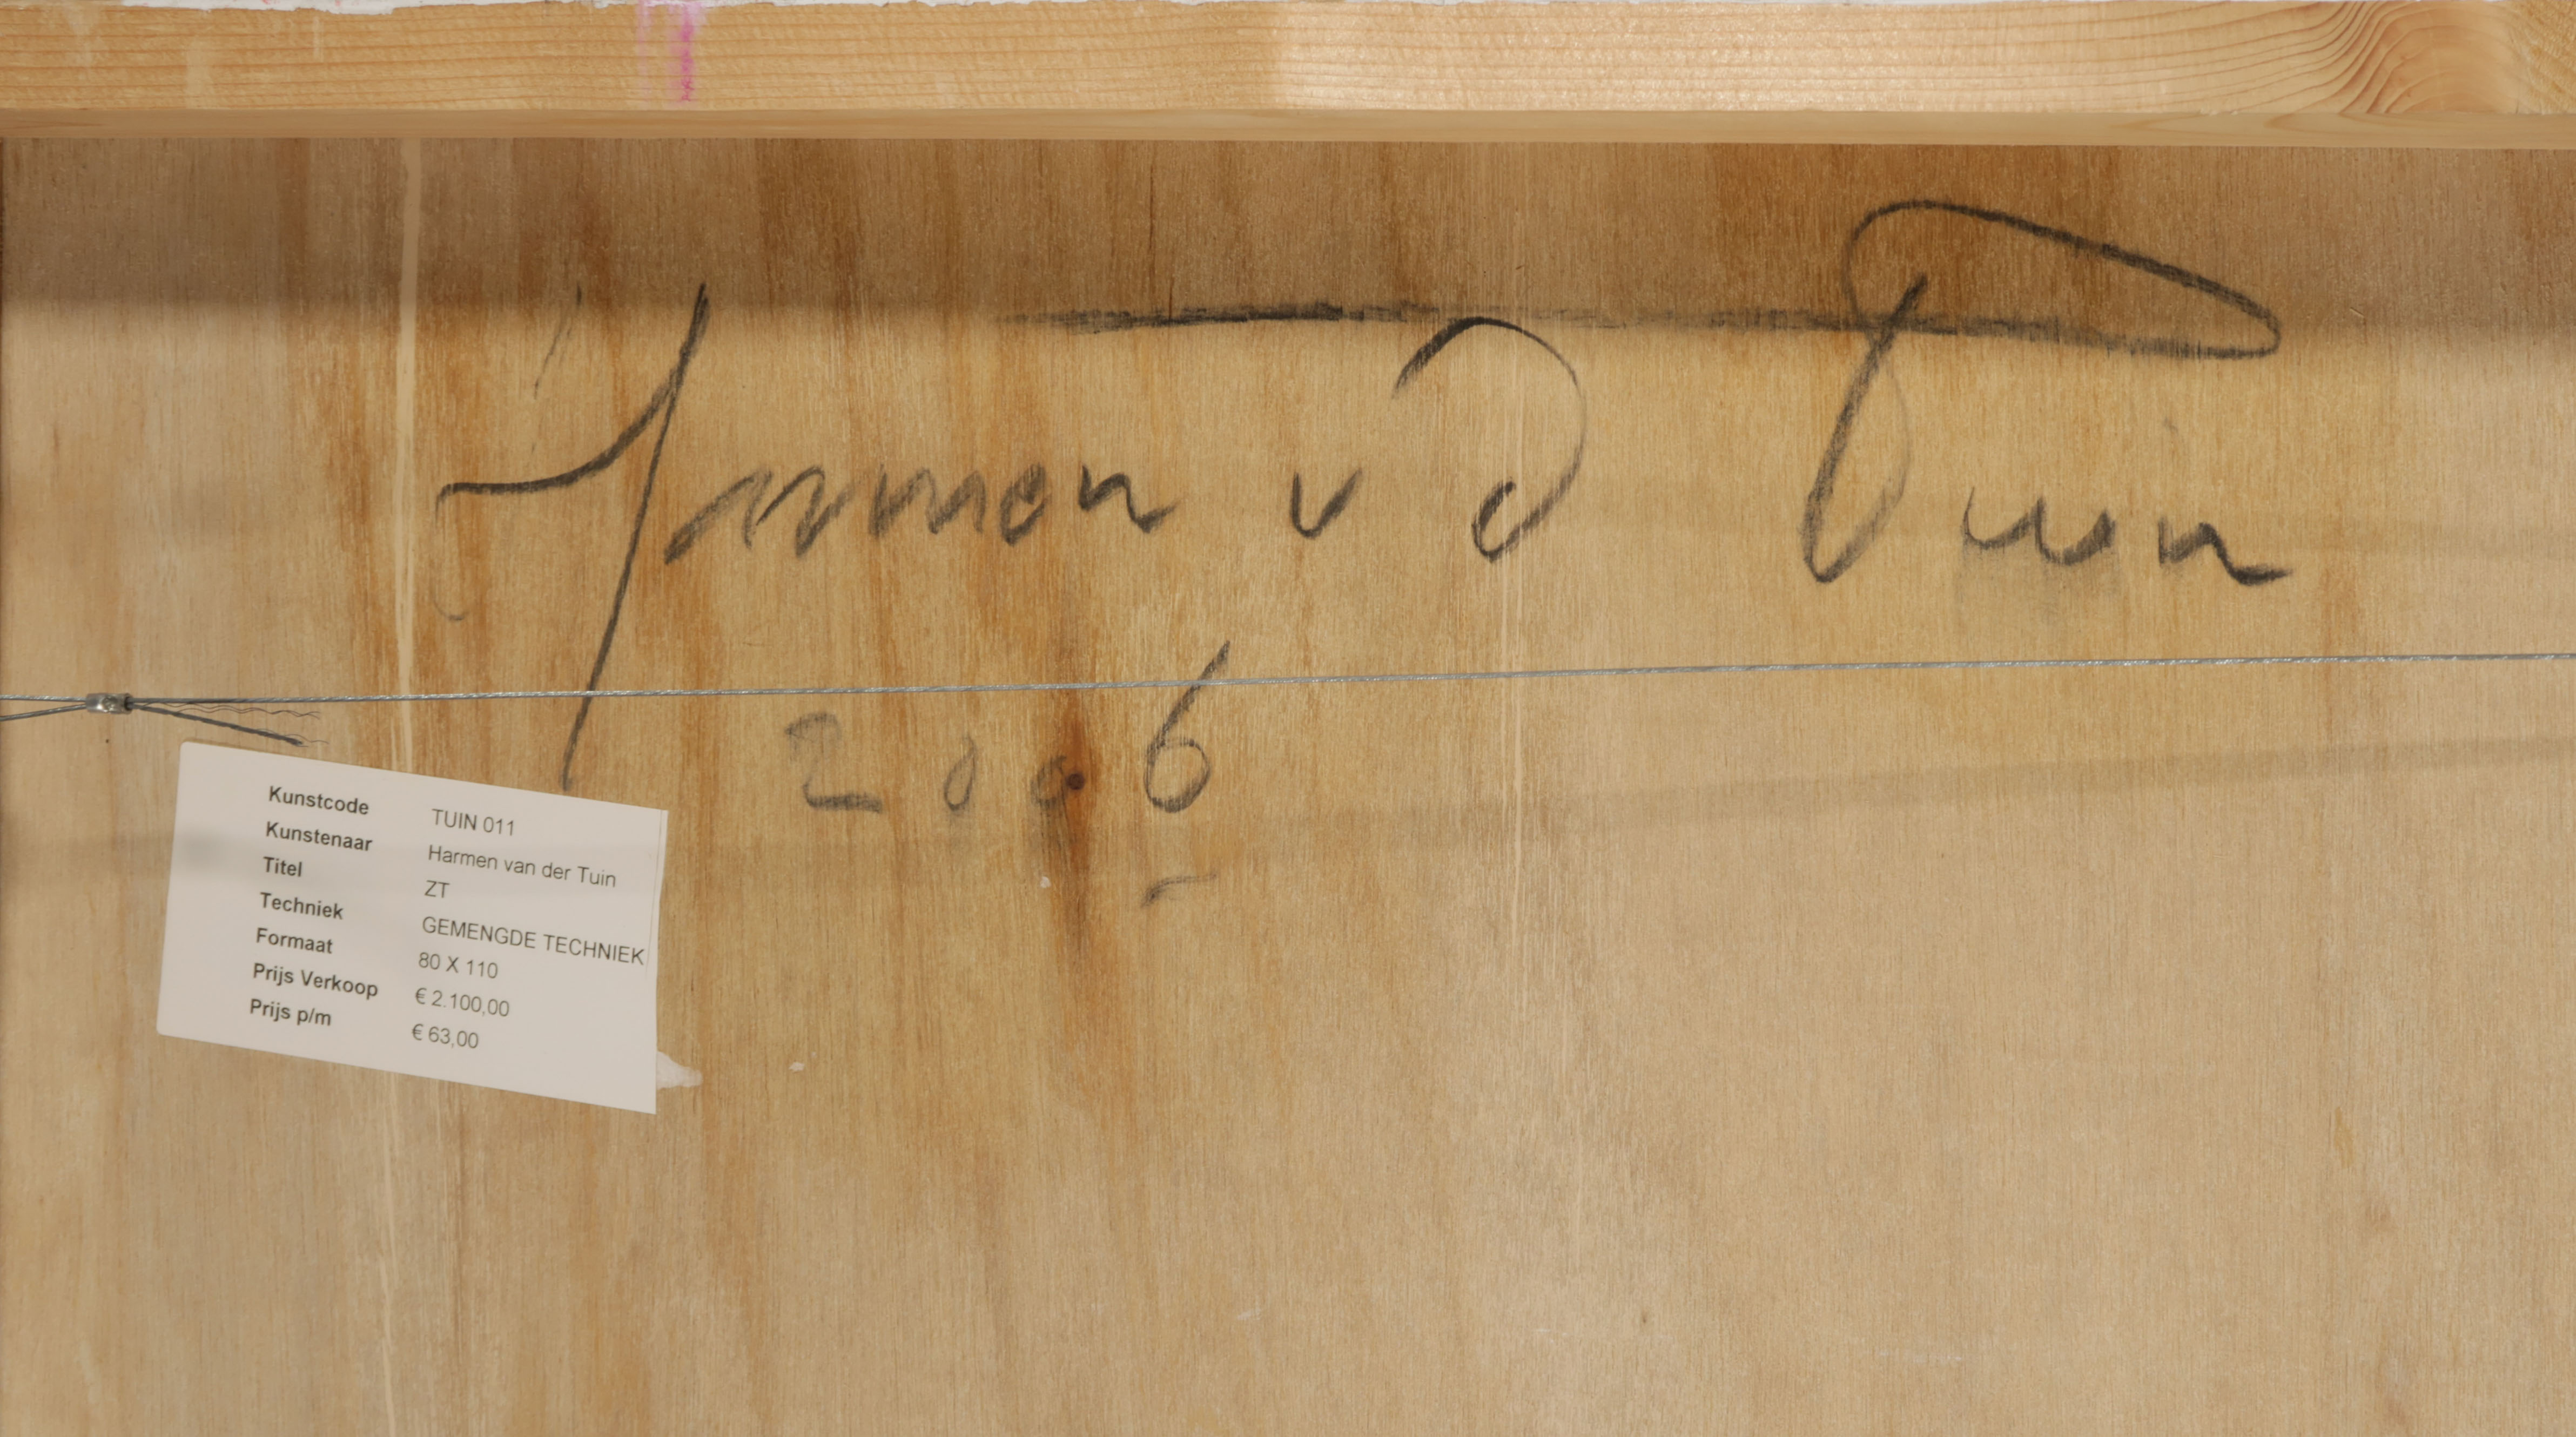 Harmen v d Tuin
2006
Kunstcode TUIN 011
Kunstenaar Harmen van der Tuin
Titel ZT
Techniek GEMENGDE TECHNIEK
Formaat 80 X 110
Prijs Verkoop € 2.100,00
Prijs p/m € 63,00